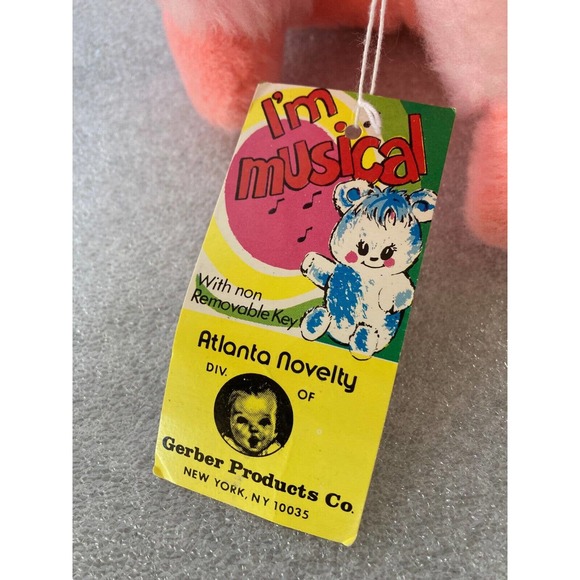 I'm
musical
With non
Removable Key!
Atlanta Novelty
DIV. OF
Gerber Products Co.
NEW YORK, NY 10035